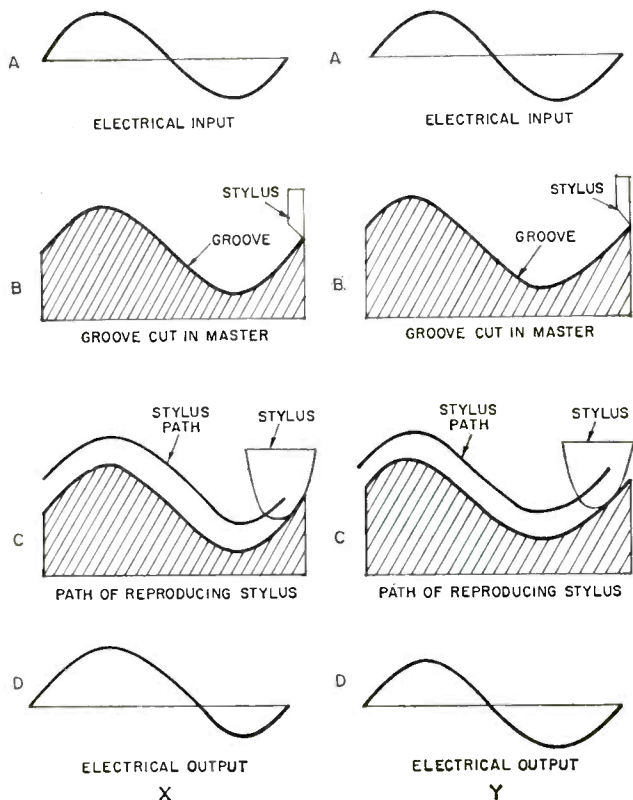 A
ELECTRICAL INPUT
STYLUS
GROOVE
B
GROOVE CUT IN MASTER
STYLUS
PATH
STYLUS
C
PATH OF REPRODUCING STYLUS
D
ELECTRICAL OUTPUT
X
A
ELECTRICAL INPUT
STYLUS
GROOVE
B.
GROOVE CUT IN MASTER
STYLUS
PATH
STYLUS
C
PATH OF REPRODUCING STYLUS
D
ELECTRICAL OUTPUT
Y